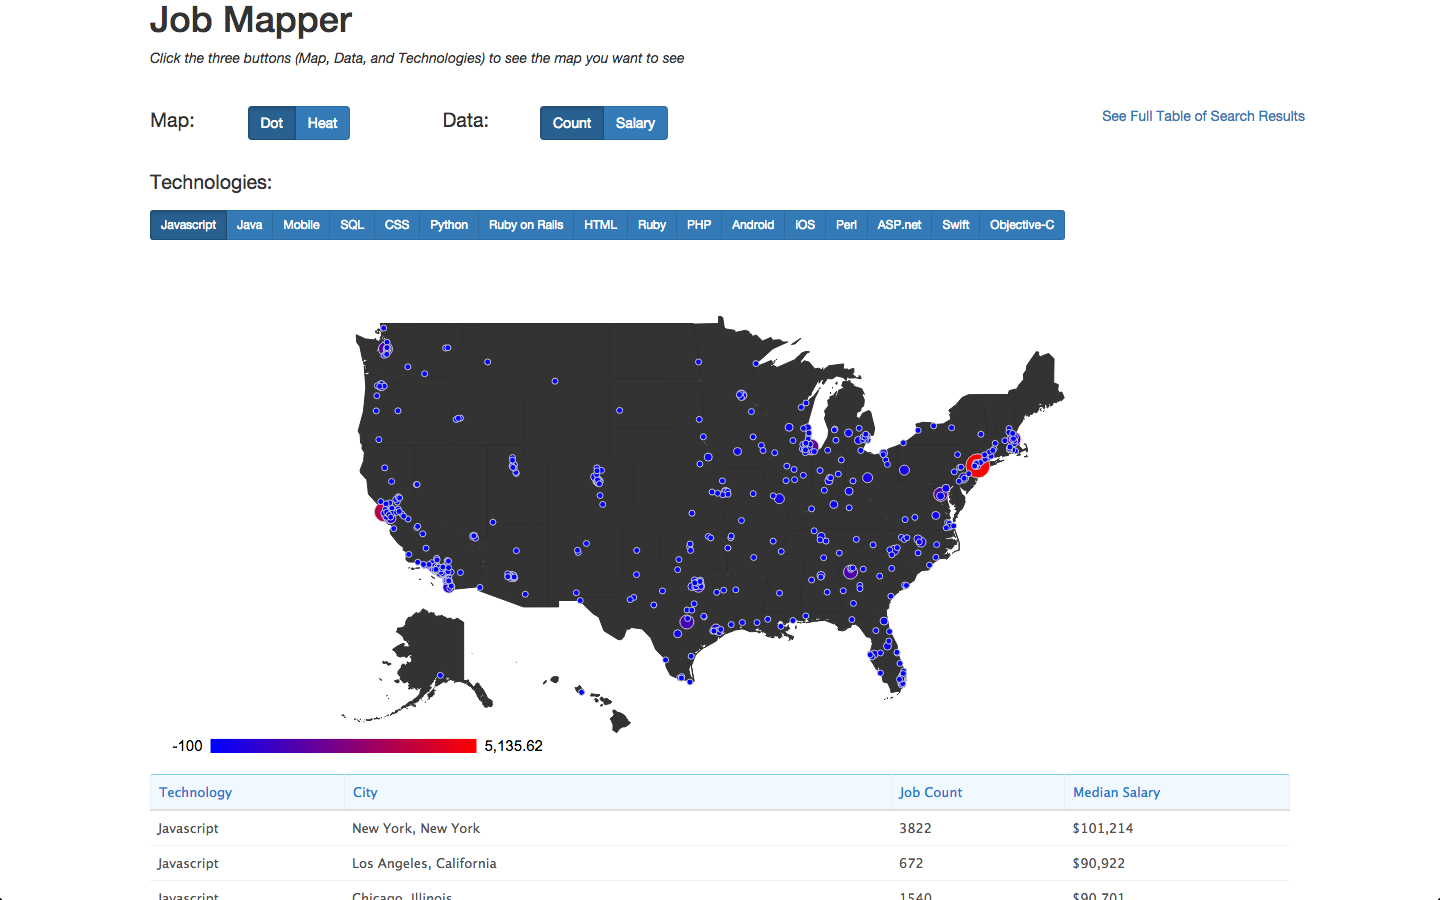 Job Mapper
Click the three buttons (Map, Data, and Technologies) to see the map you want to see
Map: Dot Heat Data: Count Salary See Full Table of Search Results
Technologies:
Javascript Java Mobile SQL CSS Python Ruby on Rails HTML Ruby PHP Android iOS Perl ASP.net Swift Objective-C
-100 5,135.62
Technology City Job Count Median Salary
Javascript New York, New York 3822 $101,214
Javascript Los Angeles, California 672 $90,922
Javascript Chicago, Illinois 1540 $90,701